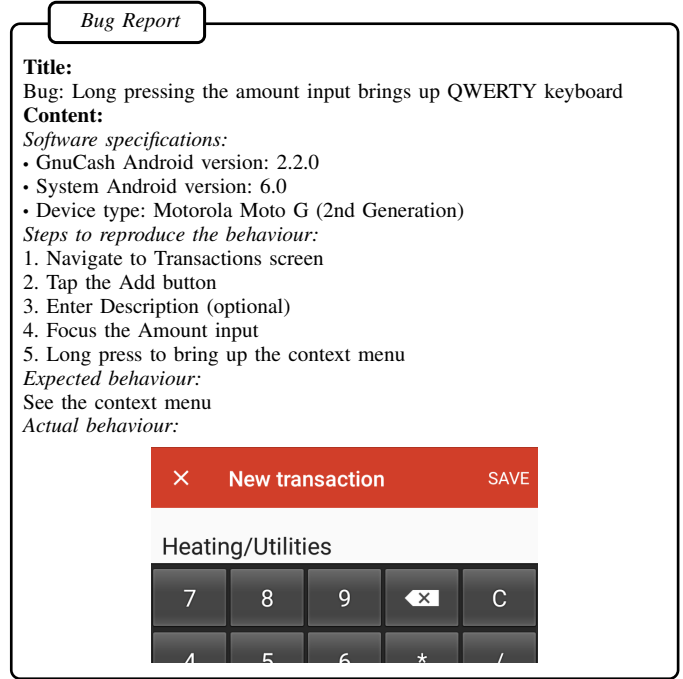 Bug Report
Title:
Bug: Long pressing the amount input brings up QWERTY keyboard
Content:
Software specifications:
• GnuCash Android version: 2.2.0
• System Android version: 6.0
• Device type: Motorola Moto G (2nd Generation)
Steps to reproduce the behaviour:
1. Navigate to Transactions screen
2. Tap the Add button
3. Enter Description (optional)
4. Focus the Amount input
5. Long press to bring up the context menu
Expected behaviour:
See the context menu
Actual behaviour:
× New transaction SAVE
Heating/Utilities
7 8 9 C
4 5 6 * /